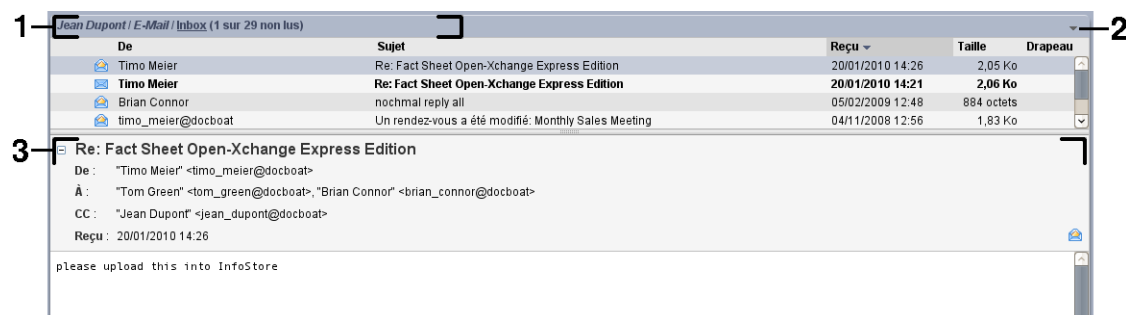 1 Jean Dupont / E-Mail / Inbox (1 sur 29 non lus) 2
De Sujet Reçu Taille Drapeau
Timo Meier Re: Fact Sheet Open-Xchange Express Edition 20/01/2010 14:26 2,05 Ko
Timo Meier Re: Fact Sheet Open-Xchange Express Edition 20/01/2010 14:21 2,06 Ko
Brian Connor nochmal reply all 05/02/2009 12:48 884 octets
timo_meier@docboat Un rendez-vous a été modifié: Monthly Sales Meeting 04/11/2008 12:56 1,83 Ko
3 Re: Fact Sheet Open-Xchange Express Edition
De : "Timo Meier" <timo_meier@docboat>
À : "Tom Green" <tom_green@docboat>, "Brian Connor" <brian_connor@docboat>
CC : "Jean Dupont" <jean_dupont@docboat>
Reçu : 20/01/2010 14:26
please upload this into InfoStore